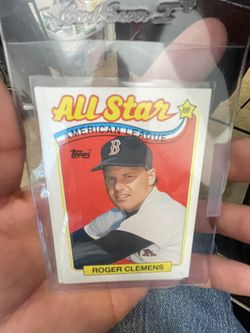 All Star
AMERICAN LEAGUE
TOPPS
B
ROGER CLEMENS